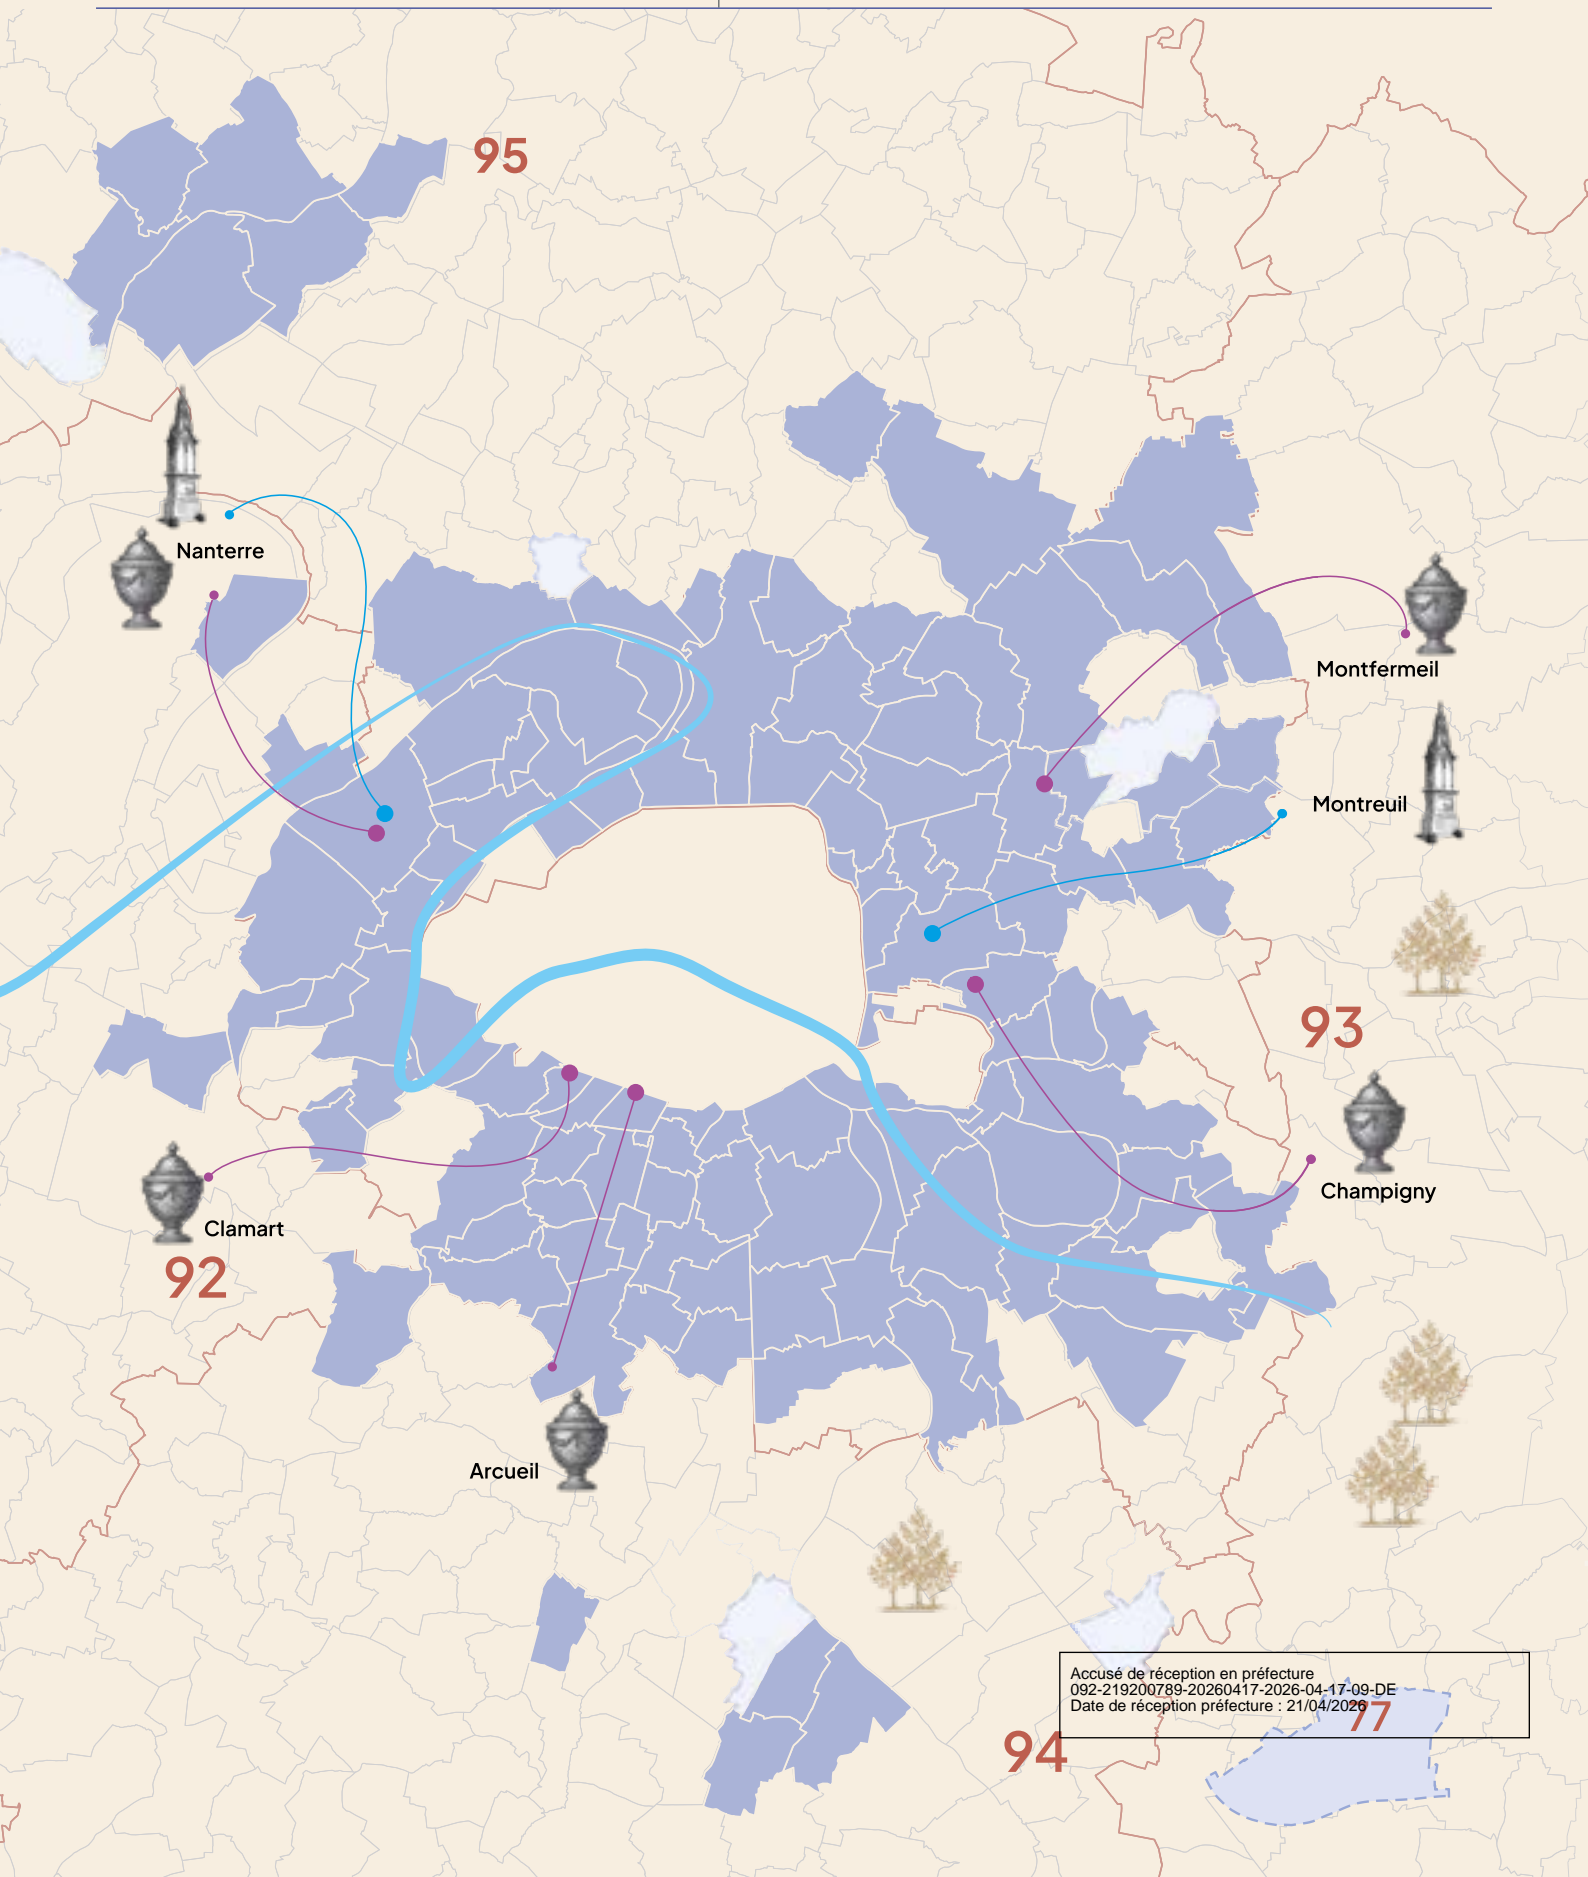 95
Nanterre
Montfermeil
Montreuil
93
Champigny
Clamart
92
Arcueil
Accusé de réception en préfecture
092-219200789-20260417-2026-04-17-09-DE
Date de réception préfecture : 21/04/2026
77
94